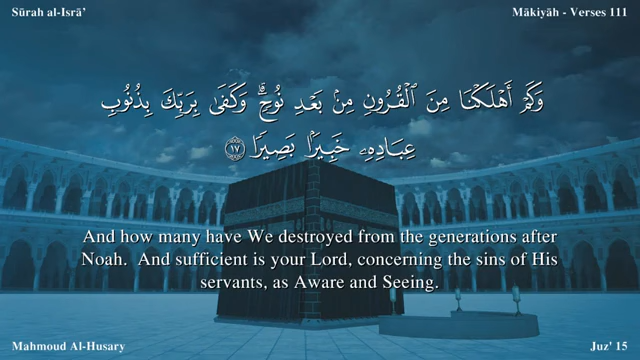 Sūrah al-Isrā’
Mākiyāh - Verses 111
وَكَمْ أَهْلَكْنَا مِنَ ٱلْقُرُونِ مِنۢ بَعْدِ نُوحٍۗ وَكَفَىٰ بِرَبِّكَ بِذُنُوبِ
عِبَادِهِۦ خَبِيرًۢا بَصِيرًا ١٧
And how many have We destroyed from the generations after
Noah.  And sufficient is your Lord, concerning the sins of His
servants, as Aware and Seeing.
Mahmoud Al-Husary
Juz' 15